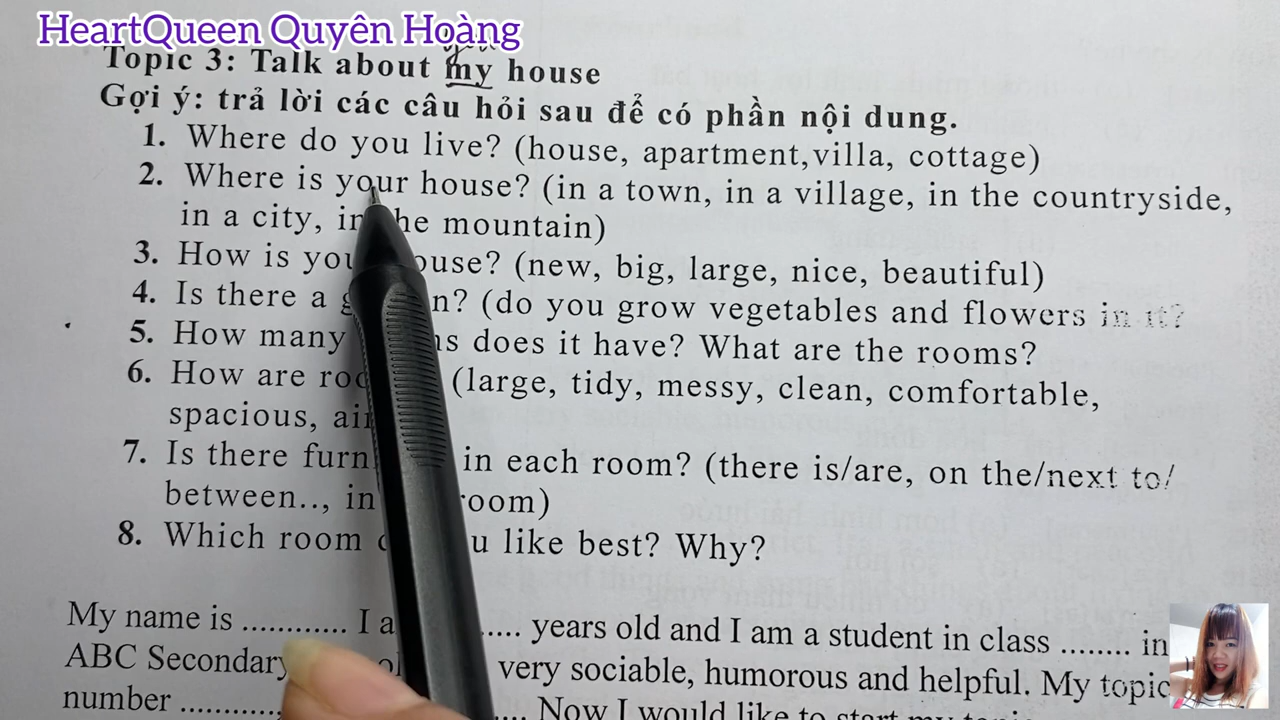 HeartQueen Quyên Hoàng
you
Topic 3: Talk about my house
Gợi ý: trả lời các câu hỏi sau để có phần nội dung.
1. Where do you live? (house, apartment,villa, cottage)
2. Where is your house? (in a town, in a village, in the countryside,
in a city, in he mountain)
3. How is you ouse? (new, big, large, nice, beautiful)
4. Is there a g n? (do you grow vegetables and flowers in it?
5. How many s does it have? What are the rooms?
6. How are roo (large, tidy, messy, clean, comfortable,
spacious, air
7. Is there furn in each room? (there is/are, on the/next to/
between.., in room)
8. Which room u like best? Why?
My name is ............ I a ..... years old and I am a student in class ........ in
ABC Secondary very sociable, humorous and helpful. My topic
number ............, .... Now I would like to start my topic